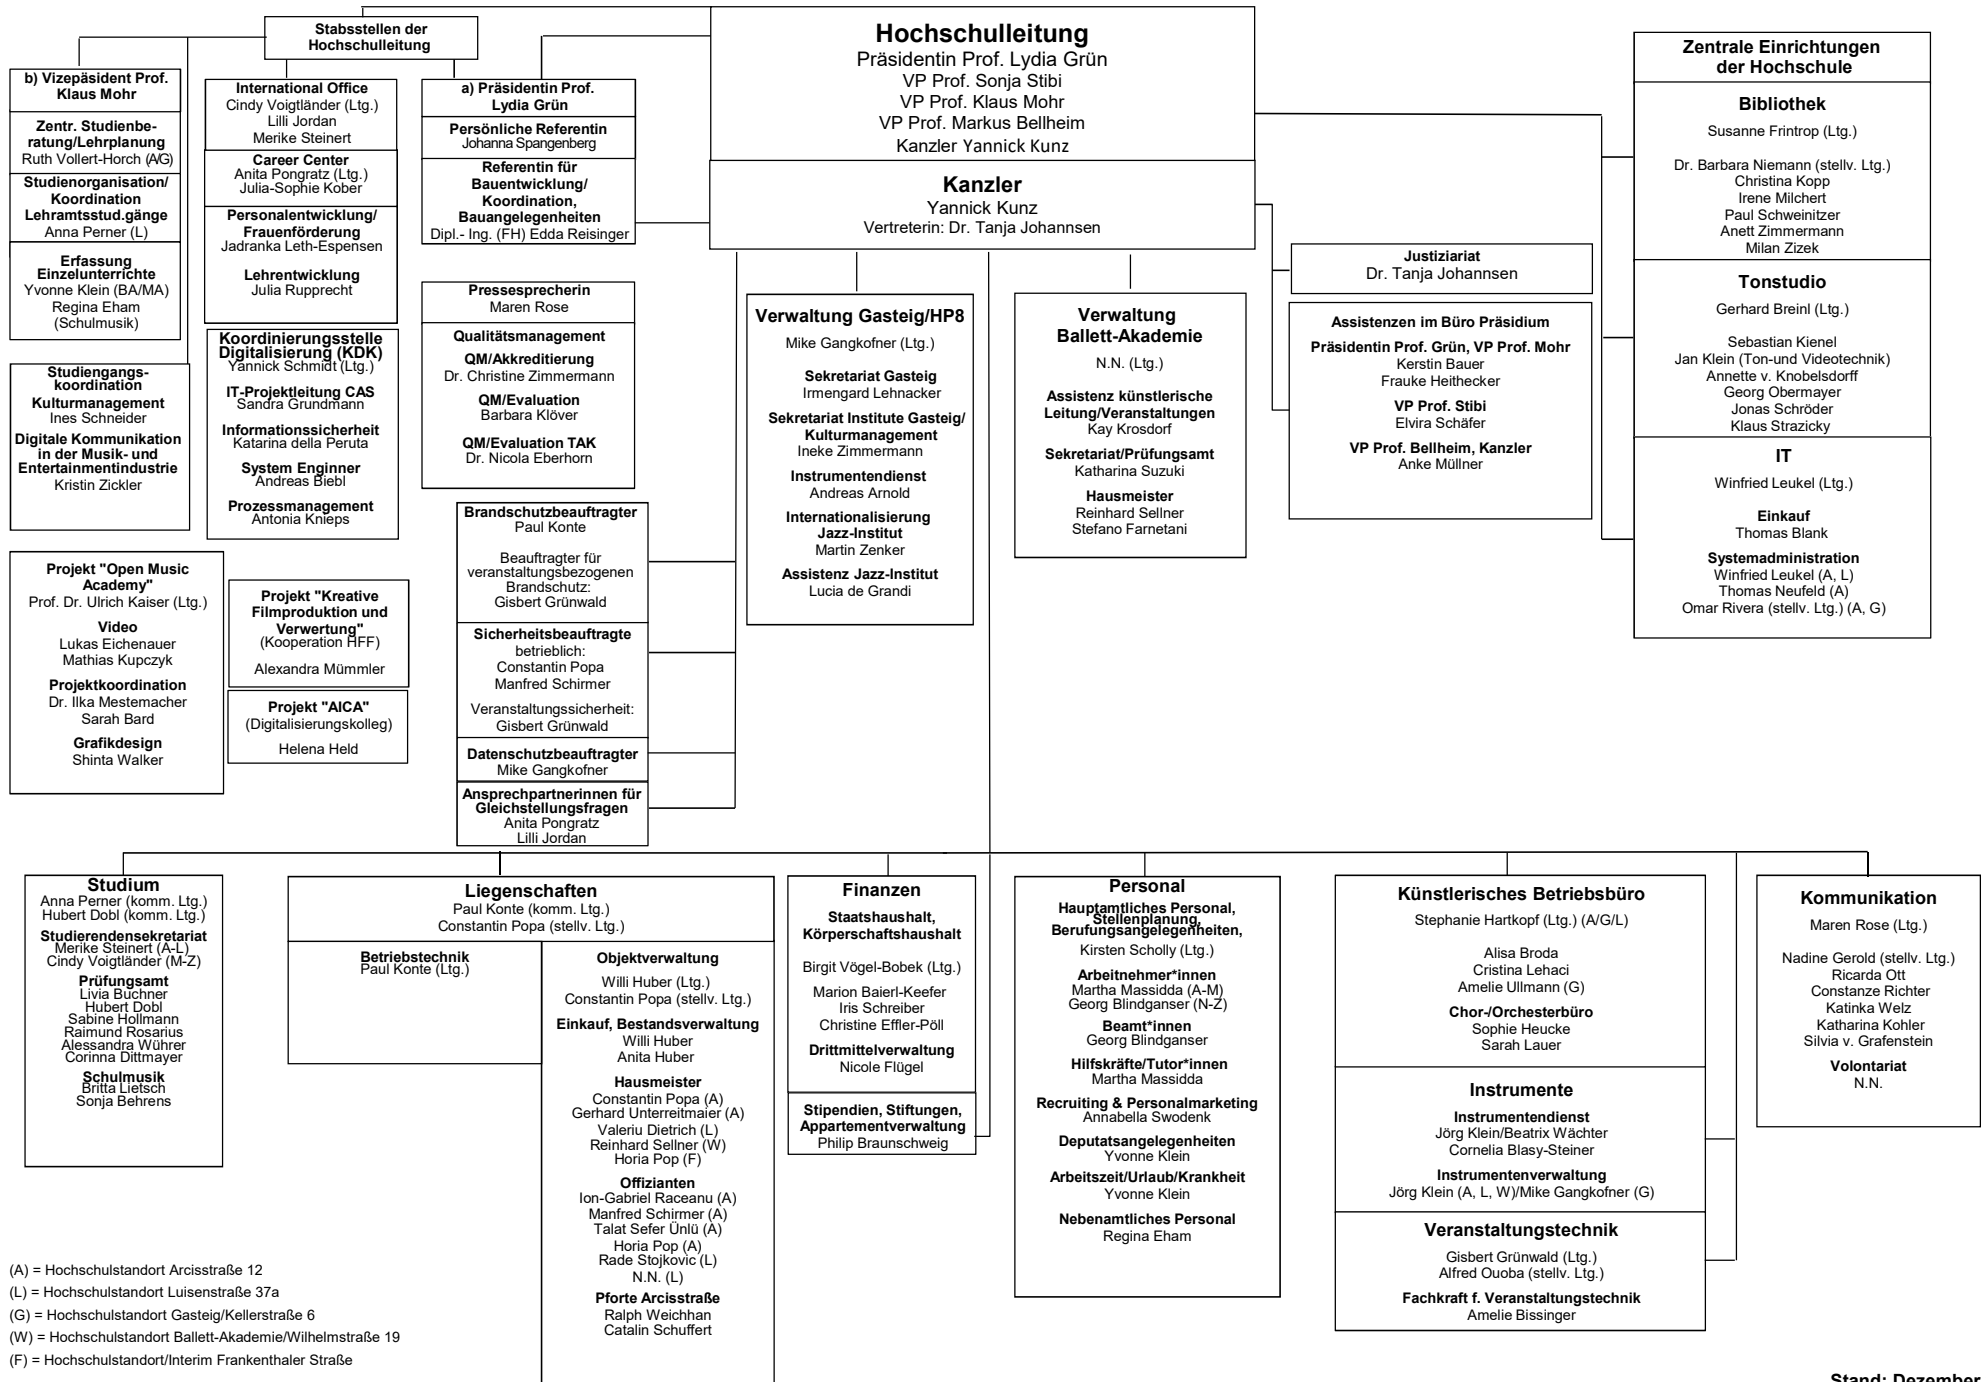 Stabsstellen der
Hochschulleitung
Hochschulleitung
Präsidentin Prof. Lydia Grün
VP Prof. Sonja Stibi
VP Prof. Klaus Mohr
VP Prof. Markus Bellheim
Kanzler Yannick Kunz
Kanzler
Yannick Kunz
Vertreterin: Dr. Tanja Johannsen
b) Vizepäsident Prof.
Klaus Mohr
Zentr. Studienbe-
ratung/Lehrplanung
Ruth Vollert-Horch (A/G)
Studienorganisation/
Koordination
Lehramtsstud.gänge
Anna Perner (L)
Erfassung
Einzelunterrichte
Yvonne Klein (BA/MA)
Regina Eham
(Schulmusik)
Studiengangs-
koordination
Kulturmanagement
Ines Schneider
Digitale Kommunikation
in der Musik- und
Entertainmentindustrie
Kristin Zickler
International Office
Cindy Voigtländer (Ltg.)
Lilli Jordan
Merike Steinert
Career Center
Anita Pongratz (Ltg.)
Julia-Sophie Kober
Personalentwicklung/
Frauenförderung
Jadranka Leth-Espensen
Lehrentwicklung
Julia Rupprecht
Koordinierungsstelle
Digitalisierung (KDK)
Yannick Schmidt (Ltg.)
IT-Projektleitung CAS
Sandra Grundmann
Informationssicherheit
Katarina della Peruta
System Enginner
Andreas Biebl
Prozessmanagement
Antonia Knieps
a) Präsidentin Prof.
Lydia Grün
Persönliche Referentin
Johanna Spangenberg
Referentin für
Bauentwicklung/
Koordination,
Bauangelegenheiten
Dipl.- Ing. (FH) Edda Reisinger
Pressesprecherin
Maren Rose
Qualitätsmanagement
QM/Akkreditierung
Dr. Christine Zimmermann
QM/Evaluation
Barbara Klöver
QM/Evaluation TAK
Dr. Nicola Eberhorn
Projekt "Open Music
Academy"
Prof. Dr. Ulrich Kaiser (Ltg.)
Video
Lukas Eichenauer
Mathias Kupczyk
Projektkoordination
Dr. Ilka Mestemacher
Sarah Bard
Grafikdesign
Shinta Walker
Projekt "Kreative
Filmproduktion und
Verwertung"
(Kooperation HFF)
Alexandra Mümmler
Projekt "AICA"
(Digitalisierungskolleg)
Helena Held
Brandschutzbeauftragter
Paul Konte
Beauftragter für
veranstaltungsbezogenen
Brandschutz:
Gisbert Grünwald
Sicherheitsbeauftragte
betrieblich:
Constantin Popa
Manfred Schirmer
Veranstaltungssicherheit:
Gisbert Grünwald
Datenschutzbeauftragter
Mike Gangkofner
Ansprechpartnerinnen für
Gleichstellungsfragen
Anita Pongratz
Lilli Jordan
Verwaltung Gasteig/HP8
Mike Gangkofner (Ltg.)
Sekretariat Gasteig
Irmengard Lehnacker
Sekretariat Institute Gasteig/
Kulturmanagement
Ineke Zimmermann
Instrumentendienst
Andreas Arnold
Internationalisierung
Jazz-Institut
Martin Zenker
Assistenz Jazz-Institut
Lucia de Grandi
Verwaltung
Ballett-Akademie
N.N. (Ltg.)
Assistenz künstlerische
Leitung/Veranstaltungen
Kay Krosdorf
Sekretariat/Prüfungsamt
Katharina Suzuki
Hausmeister
Reinhard Sellner
Stefano Farnetani
Justiziariat
Dr. Tanja Johannsen
Assistenzen im Büro Präsidium
Präsidentin Prof. Grün, VP Prof. Mohr
Kerstin Bauer
Frauke Heithecker
VP Prof. Stibi
Elvira Schäfer
VP Prof. Bellheim, Kanzler
Anke Müllner
Zentrale Einrichtungen
der Hochschule
Bibliothek
Susanne Frintrop (Ltg.)
Dr. Barbara Niemann (stellv. Ltg.)
Christina Kopp
Irene Milchert
Paul Schweinitzer
Anett Zimmermann
Milan Zizek
Tonstudio
Gerhard Breinl (Ltg.)
Sebastian Kienel
Jan Klein (Ton-und Videotechnik)
Annette v. Knobelsdorff
Georg Obermayer
Jonas Schröder
Klaus Strazicky
IT
Winfried Leukel (Ltg.)
Einkauf
Thomas Blank
Systemadministration
Winfried Leukel (A, L)
Thomas Neufeld (A)
Omar Rivera (stellv. Ltg.) (A, G)
Studium
Anna Perner (komm. Ltg.)
Hubert Dobl (komm. Ltg.)
Studierendensekretariat
Merike Steinert (A-L)
Cindy Voigtländer (M-Z)
Prüfungsamt
Livia Buchner
Hubert Dobl
Sabine Hollmann
Raimund Rosarius
Alessandra Wührer
Corinna Dittmayer
Schulmusik
Britta Lietsch
Sonja Behrens
Liegenschaften
Paul Konte (komm. Ltg.)
Constantin Popa (stellv. Ltg.)
Betriebstechnik
Paul Konte (Ltg.)
Objektverwaltung
Willi Huber (Ltg.)
Constantin Popa (stellv. Ltg.)
Einkauf, Bestandsverwaltung
Willi Huber
Anita Huber
Hausmeister
Constantin Popa (A)
Gerhard Unterreitmaier (A)
Valeriu Dietrich (L)
Reinhard Sellner (W)
Horia Pop (F)
Offizianten
Ion-Gabriel Raceanu (A)
Manfred Schirmer (A)
Talat Sefer Ünlü (A)
Horia Pop (A)
Rade Stojkovic (L)
N.N. (L)
Pforte Arcisstraße
Ralph Weichhan
Catalin Schuffert
Finanzen
Staatshaushalt,
Körperschaftshaushalt
Birgit Vögel-Bobek (Ltg.)
Marion Baierl-Keefer
Iris Schreiber
Christine Effler-Pöll
Drittmittelverwaltung
Nicole Flügel
Stipendien, Stiftungen,
Appartementverwaltung
Philip Braunschweig
Personal
Hauptamtliches Personal,
Stellenplanung,
Berufungsangelegenheiten,
Kirsten Scholly (Ltg.)
Arbeitnehmer*innen
Martha Massidda (A-M)
Georg Blindganser (N-Z)
Beamt*innen
Georg Blindganser
Hilfskräfte/Tutor*innen
Martha Massidda
Recruiting & Personalmarketing
Annabella Swodenk
Deputatsangelegenheiten
Yvonne Klein
Arbeitszeit/Urlaub/Krankheit
Yvonne Klein
Nebenamtliches Personal
Regina Eham
Künstlerisches Betriebsbüro
Stephanie Hartkopf (Ltg.) (A/G/L)
Alisa Broda
Cristina Lehaci
Amelie Ullmann (G)
Chor-/Orchesterbüro
Sophie Heucke
Sarah Lauer
Instrumente
Instrumentendienst
Jörg Klein/Beatrix Wächter
Cornelia Blasy-Steiner
Instrumentenverwaltung
Jörg Klein (A, L, W)/Mike Gangkofner (G)
Veranstaltungstechnik
Gisbert Grünwald (Ltg.)
Alfred Ouoba (stellv. Ltg.)
Fachkraft f. Veranstaltungstechnik
Amelie Bissinger
Kommunikation
Maren Rose (Ltg.)
Nadine Gerold (stellv. Ltg.)
Ricarda Ott
Constanze Richter
Katinka Welz
Katharina Kohler
Silvia v. Grafenstein
Volontariat
N.N.
(A) = Hochschulstandort Arcisstraße 12
(L) = Hochschulstandort Luisenstraße 37a
(G) = Hochschulstandort Gasteig/Kellerstraße 6
(W) = Hochschulstandort Ballett-Akademie/Wilhelmstraße 19
(F) = Hochschulstandort/Interim Frankenthaler Straße
Stand: Dezember